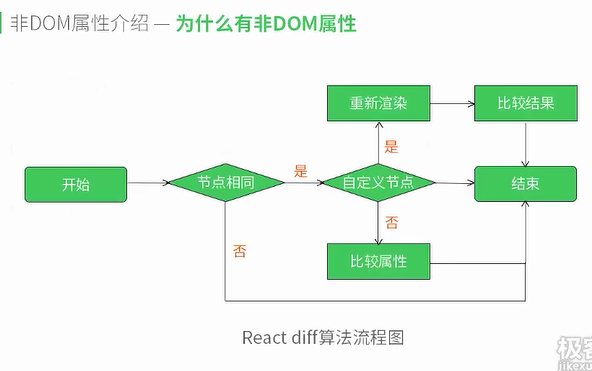 非DOM属性介绍 — 为什么有非DOM属性
重新渲染
比较结果
是
开始
节点相同
是
自定义节点
结束
否
否
比较属性
React diff算法流程图
极客
jikexu